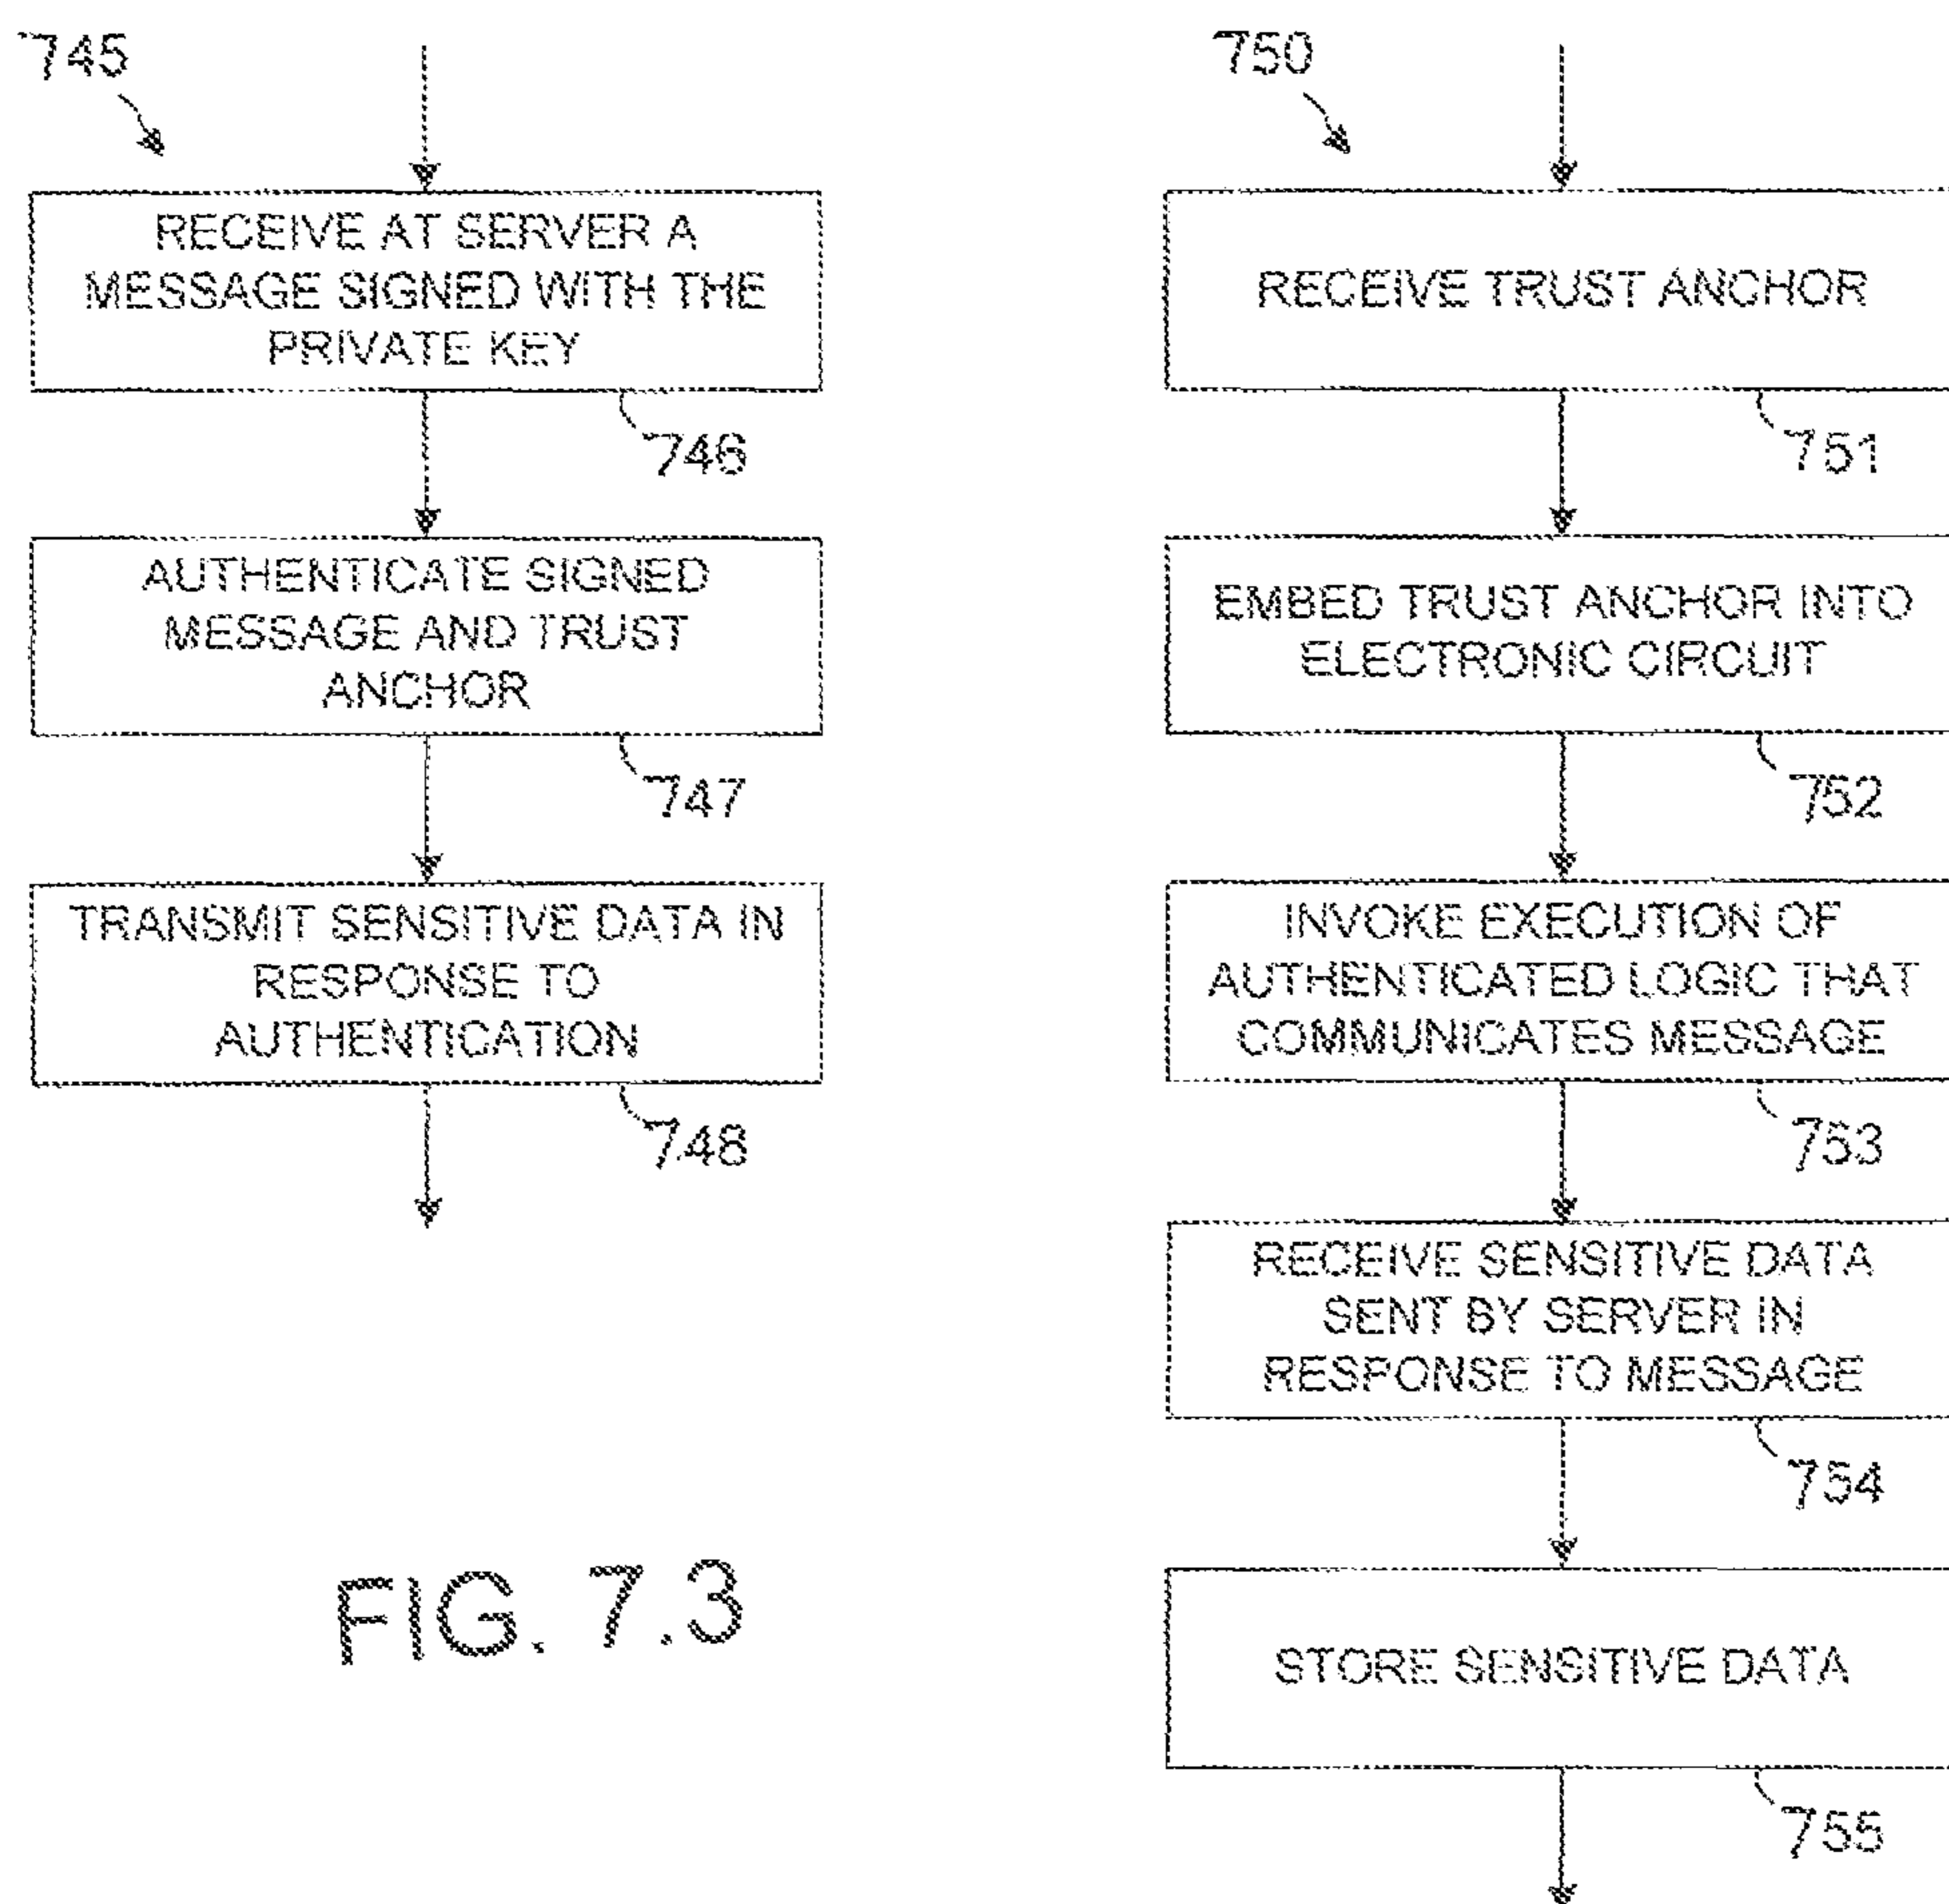 745
RECEIVE AT SERVER A
MESSAGE SIGNED WITH THE
PRIVATE KEY
746
AUTHENTICATE SIGNED
MESSAGE AND TRUST
ANCHOR
747
TRANSMIT SENSITIVE DATA IN
RESPONSE TO
AUTHENTICATION
748
FIG. 7.3
750
RECEIVE TRUST ANCHOR
751
EMBED TRUST ANCHOR INTO
ELECTRONIC CIRCUIT
752
INVOKE EXECUTION OF
AUTHENTICATED LOGIC THAT
COMMUNICATES MESSAGE
753
RECEIVE SENSITIVE DATA
SENT BY SERVER IN
RESPONSE TO MESSAGE
754
STORE SENSITIVE DATA
755